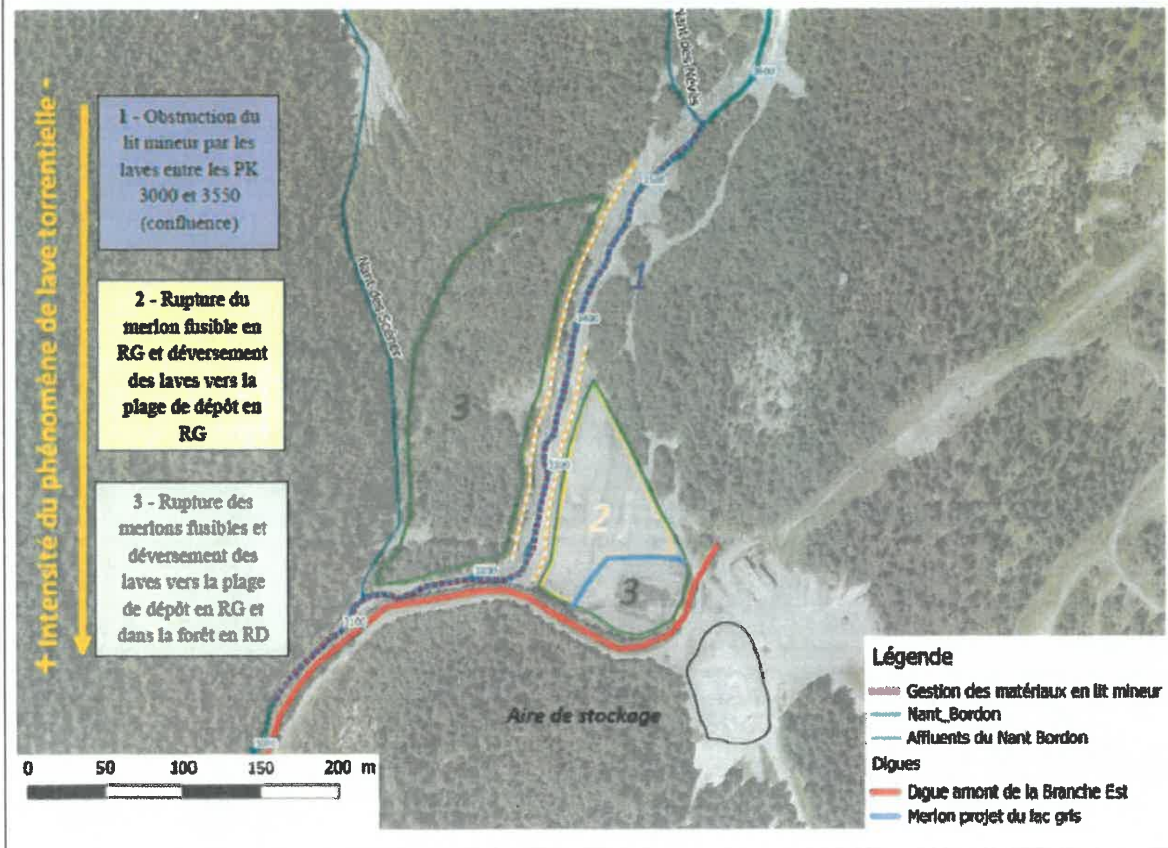 + Intensité du phénomène de lave torrentielle -
1 - Obstruction du
lit mineur par les
laves entre les PK
3000 et 3550
(confluence)
2 - Rupture du
merlon fusible en
RG et déversement
des laves vers la
plage de dépôt en
RG
3 - Rupture des
merlons fusibles et
déversement des
laves vers la plage
de dépôt en RG et
dans la forêt en RD
Nant des Névés
1
3
2
3
3100
Aire de stockage
0 50 100 150 200 m
Légende
Gestion des matériaux en lit mineur
Nant_Bordon
Affluents du Nant Bordon
Digues
Digue amont de la Branche Est
Merlon projet du lac gris